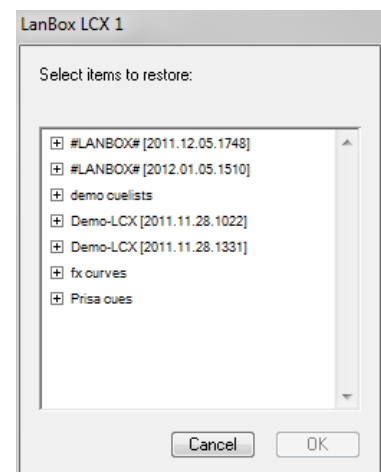 LanBox LCX 1
Select items to restore:
#LANBOX# [2011.12.05.1748]
#LANBOX# [2012.01.05.1510]
demo cuelists
Demo-LCX [2011.11.28.1022]
Demo-LCX [2011.11.28.1331]
fx curves
Prisa cues
Cancel OK